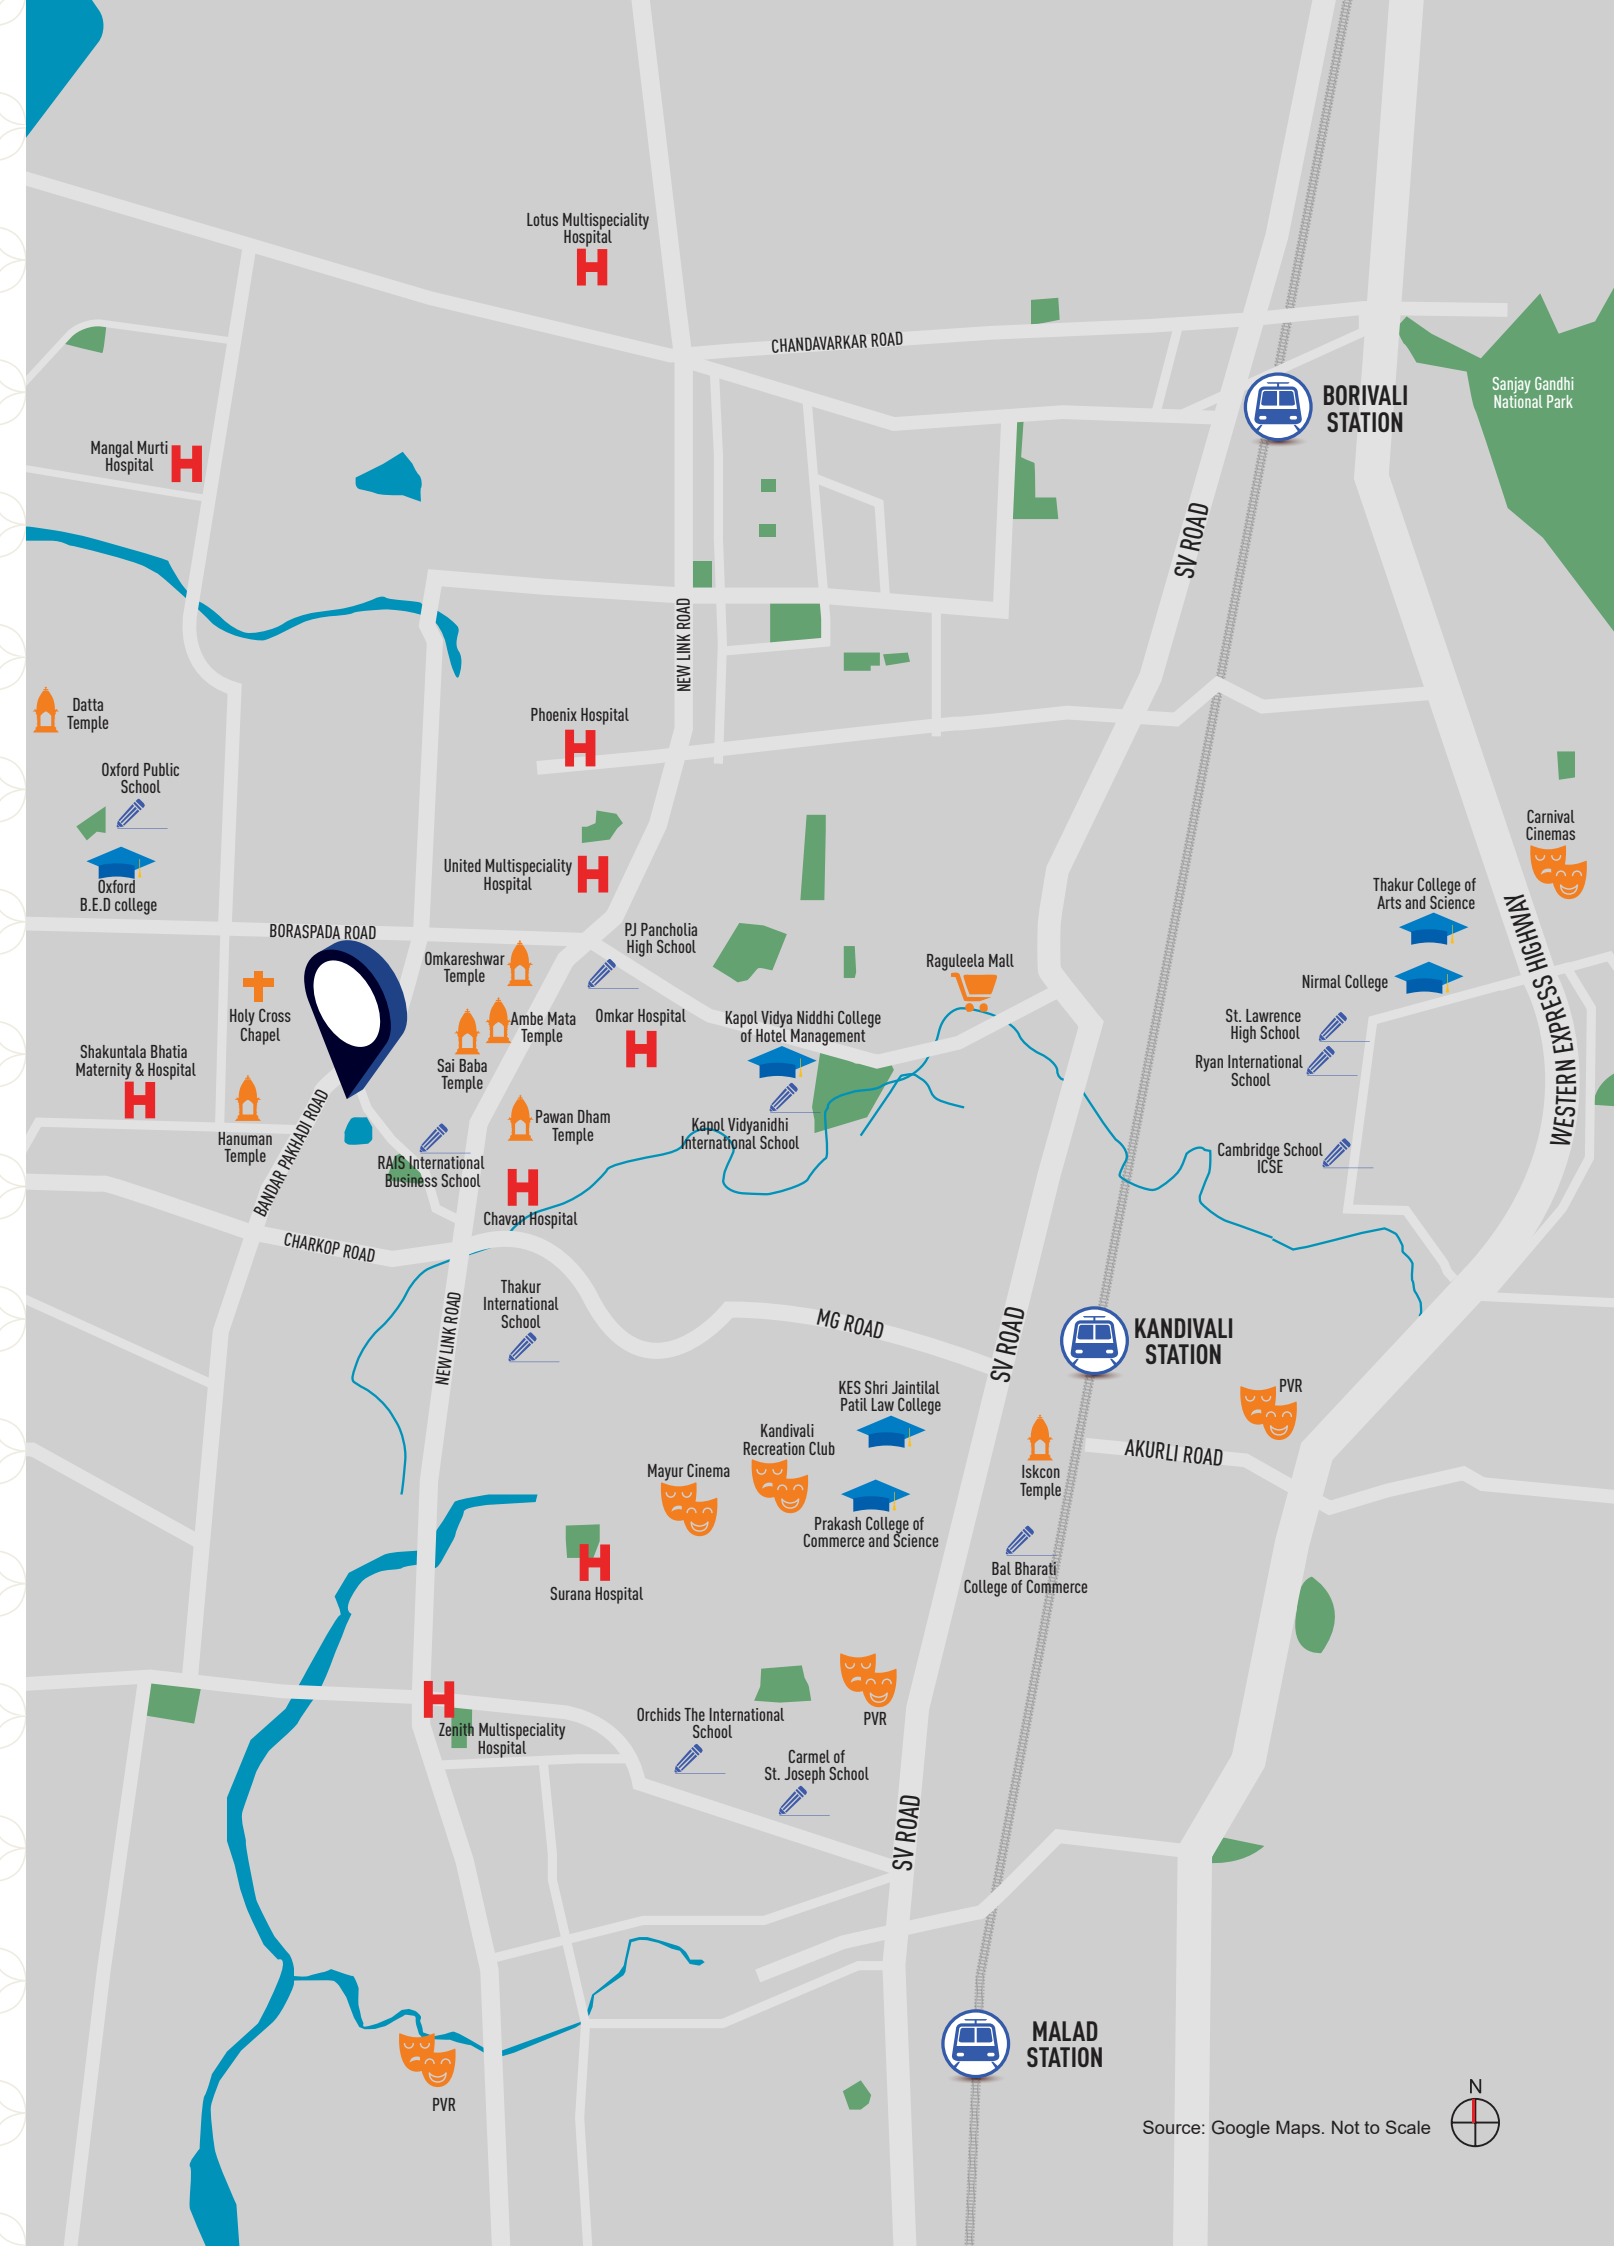 Lotus Multispeciality
Hospital
CHANDAVARKAR ROAD
Sanjay Gandhi
National Park
BORIVALI
STATION
Mangal Murti
Hospital
SV ROAD
NEW LINK ROAD
Datta
Temple
Phoenix Hospital
Oxford Public
School
Carnival
Cinemas
United Multispeciality
Hospital
Oxford
B.E.D college
Thakur College of
Arts and Science
BORASPADA ROAD
PJ Pancholia
High School
WESTERN EXPRESS HIGHWAY
Omkareshwar
Temple
Raguleela Mall
Nirmal College
Holy Cross
Chapel
Ambe Mata
Temple
Omkar Hospital
Kapol Vidya Niddhi College
of Hotel Management
St. Lawrence
High School
Shakuntala Bhatia
Maternity & Hospital
Sai Baba
Temple
Ryan International
School
BANDAR PAKHADI ROAD
Pawan Dham
Temple
Kapol Vidyanidhi
International School
Hanuman
Temple
Cambridge School
ICSE
RAIS International
Business School
Chavan Hospital
CHARKOP ROAD
Thakur
International
School
NEW LINK ROAD
MG ROAD
SV ROAD
KANDIVALI
STATION
PVR
KES Shri Jaintilal
Patil Law College
Kandivali
Recreation Club
AKURLI ROAD
Mayur Cinema
Iskcon
Temple
Prakash College of
Commerce and Science
Bal Bharati
College of Commerce
Surana Hospital
Orchids The International
School
PVR
Zenith Multispeciality
Hospital
Carmel of
St. Joseph School
SV ROAD
MALAD
STATION
PVR
N
Source: Google Maps. Not to Scale